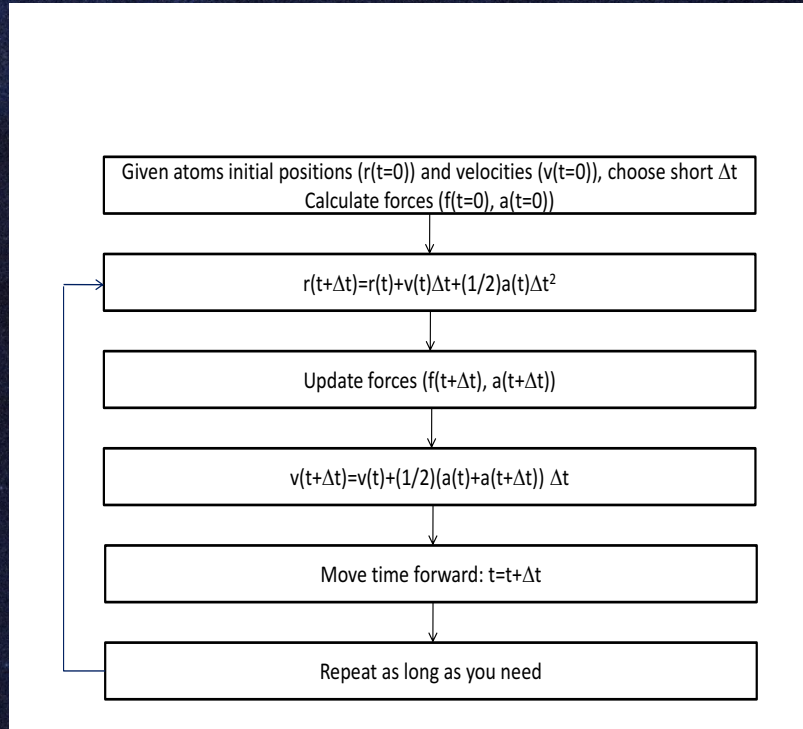 Given atoms initial positions (r(t=0)) and velocities (v(t=0)), choose short Δt
Calculate forces (f(t=0), a(t=0))
r(t+Δt)=r(t)+v(t)Δt+(1/2)a(t)Δt²
Update forces (f(t+Δt), a(t+Δt))
v(t+Δt)=v(t)+(1/2)(a(t)+a(t+Δt)) Δt
Move time forward: t=t+Δt
Repeat as long as you need